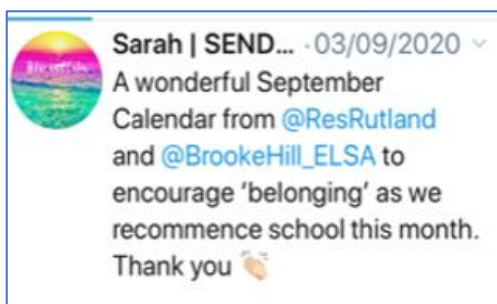 Sarah | SEND... ·03/09/2020
A wonderful September
Calendar from @ResRutland
and @BrookeHill_ELSA to
encourage ‘belonging’ as we
recommence school this month.
Thank you 👏🏻